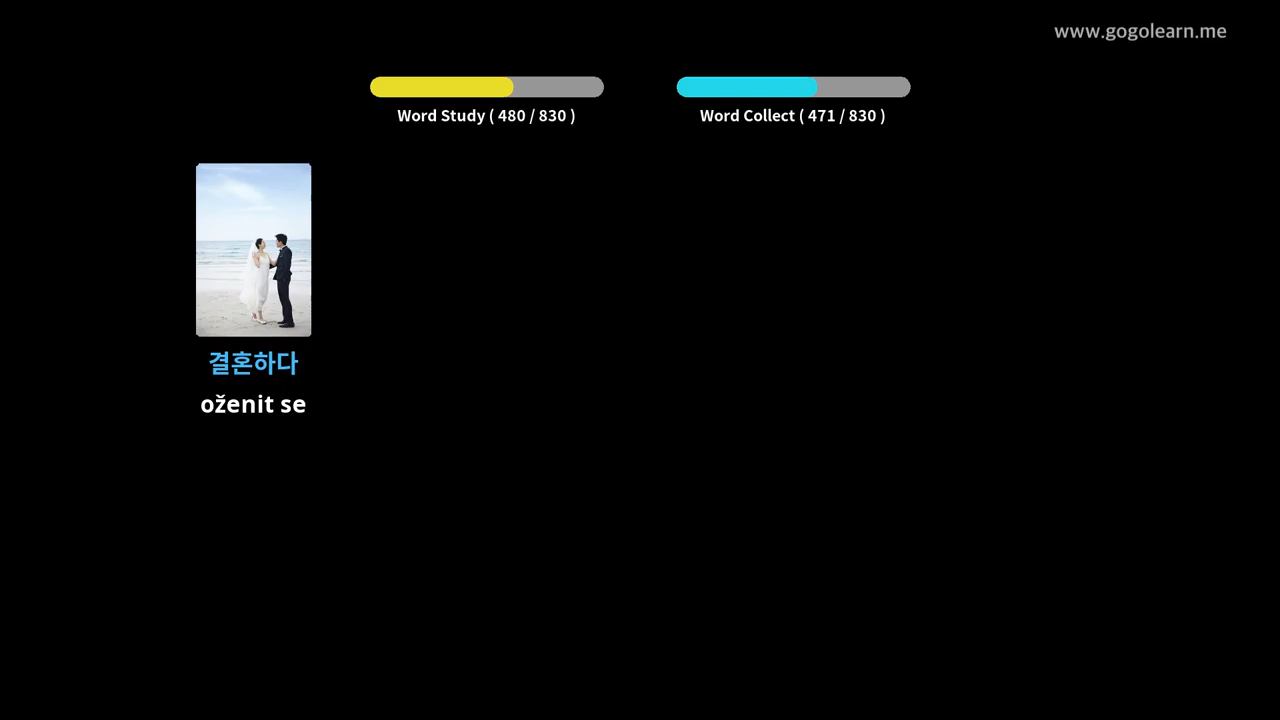 www.gogolearn.me
Word Study ( 480 / 830 )
Word Collect ( 471 / 830 )
결혼하다
oženit se